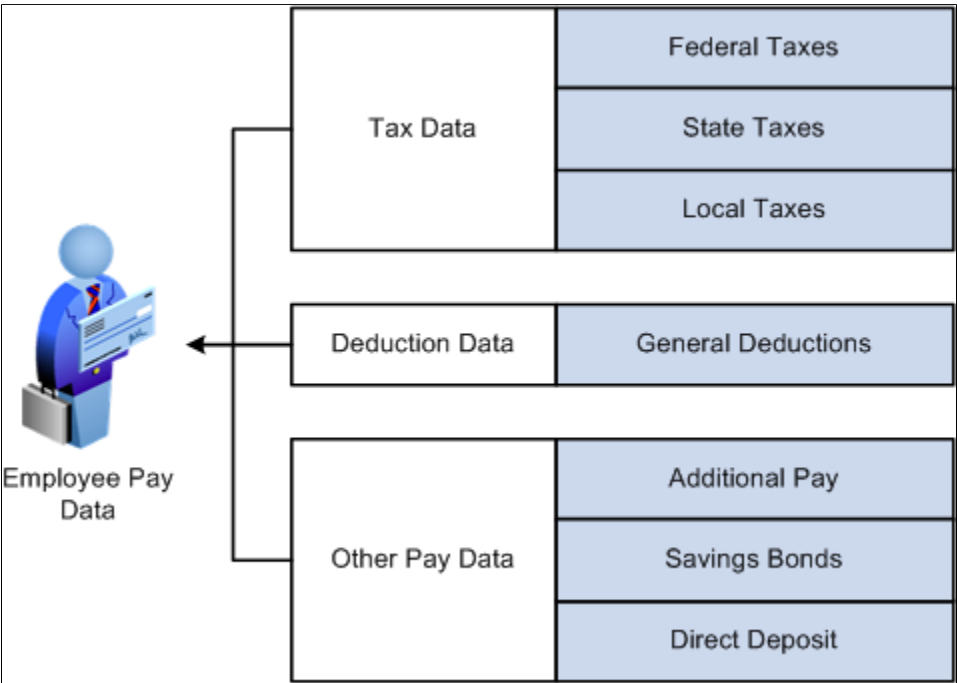 Federal Taxes
Tax Data
State Taxes
Local Taxes
Deduction Data
General Deductions
Employee Pay
Data
Additional Pay
Other Pay Data
Savings Bonds
Direct Deposit